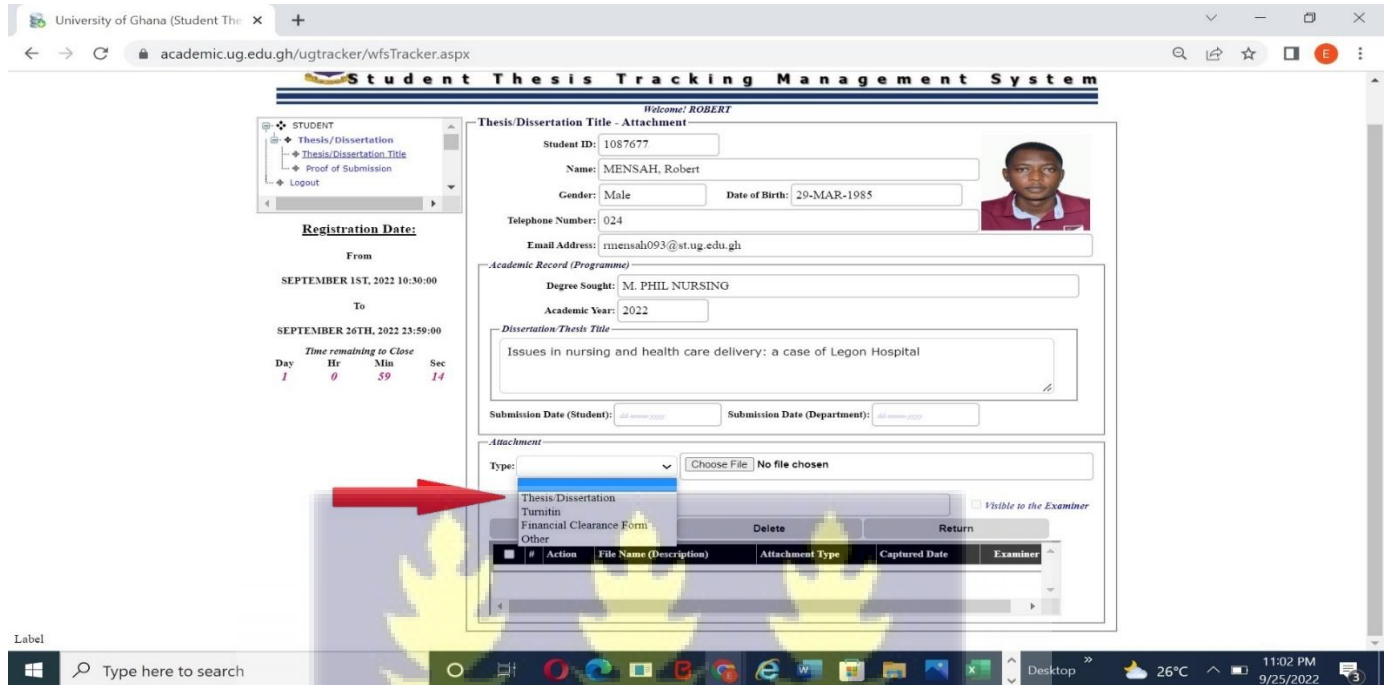 University of Ghana (Student The
academic.ug.edu.gh/ugtracker/wfsTracker.aspx
E
Student Thesis Tracking Management System
Welcome! ROBERT
STUDENT
Thesis/Dissertation
Thesis/Dissertation Title
Proof of Submission
Logout
Registration Date:
From
SEPTEMBER 1ST, 2022 10:30:00
To
SEPTEMBER 26TH, 2022 23:59:00
Time remaining to Close
Day Hr Min Sec
1 0 59 14
Thesis/Dissertation Title - Attachment
Student ID: 1087677
Name: MENSAH, Robert
Gender: Male Date of Birth: 29-MAR-1985
Telephone Number: 024
Email Address: rmensah093@st.ug.edu.gh
Academic Record (Programme)
Degree Sought: M. PHIL NURSING
Academic Year: 2022
Dissertation/Thesis Title
Issues in nursing and health care delivery: a case of Legon Hospital
Submission Date (Student): Submission Date (Department):
Attachment
Type: Choose File No file chosen
Thesis/Dissertation
Turnitin
Financial Clearance Form
Other
Visible to the Examiner
Delete Return
# Action File Name (Description) Attachment Type Captured Date Examiner
Label
Type here to search
Desktop
26°C
11:02 PM
9/25/2022
3